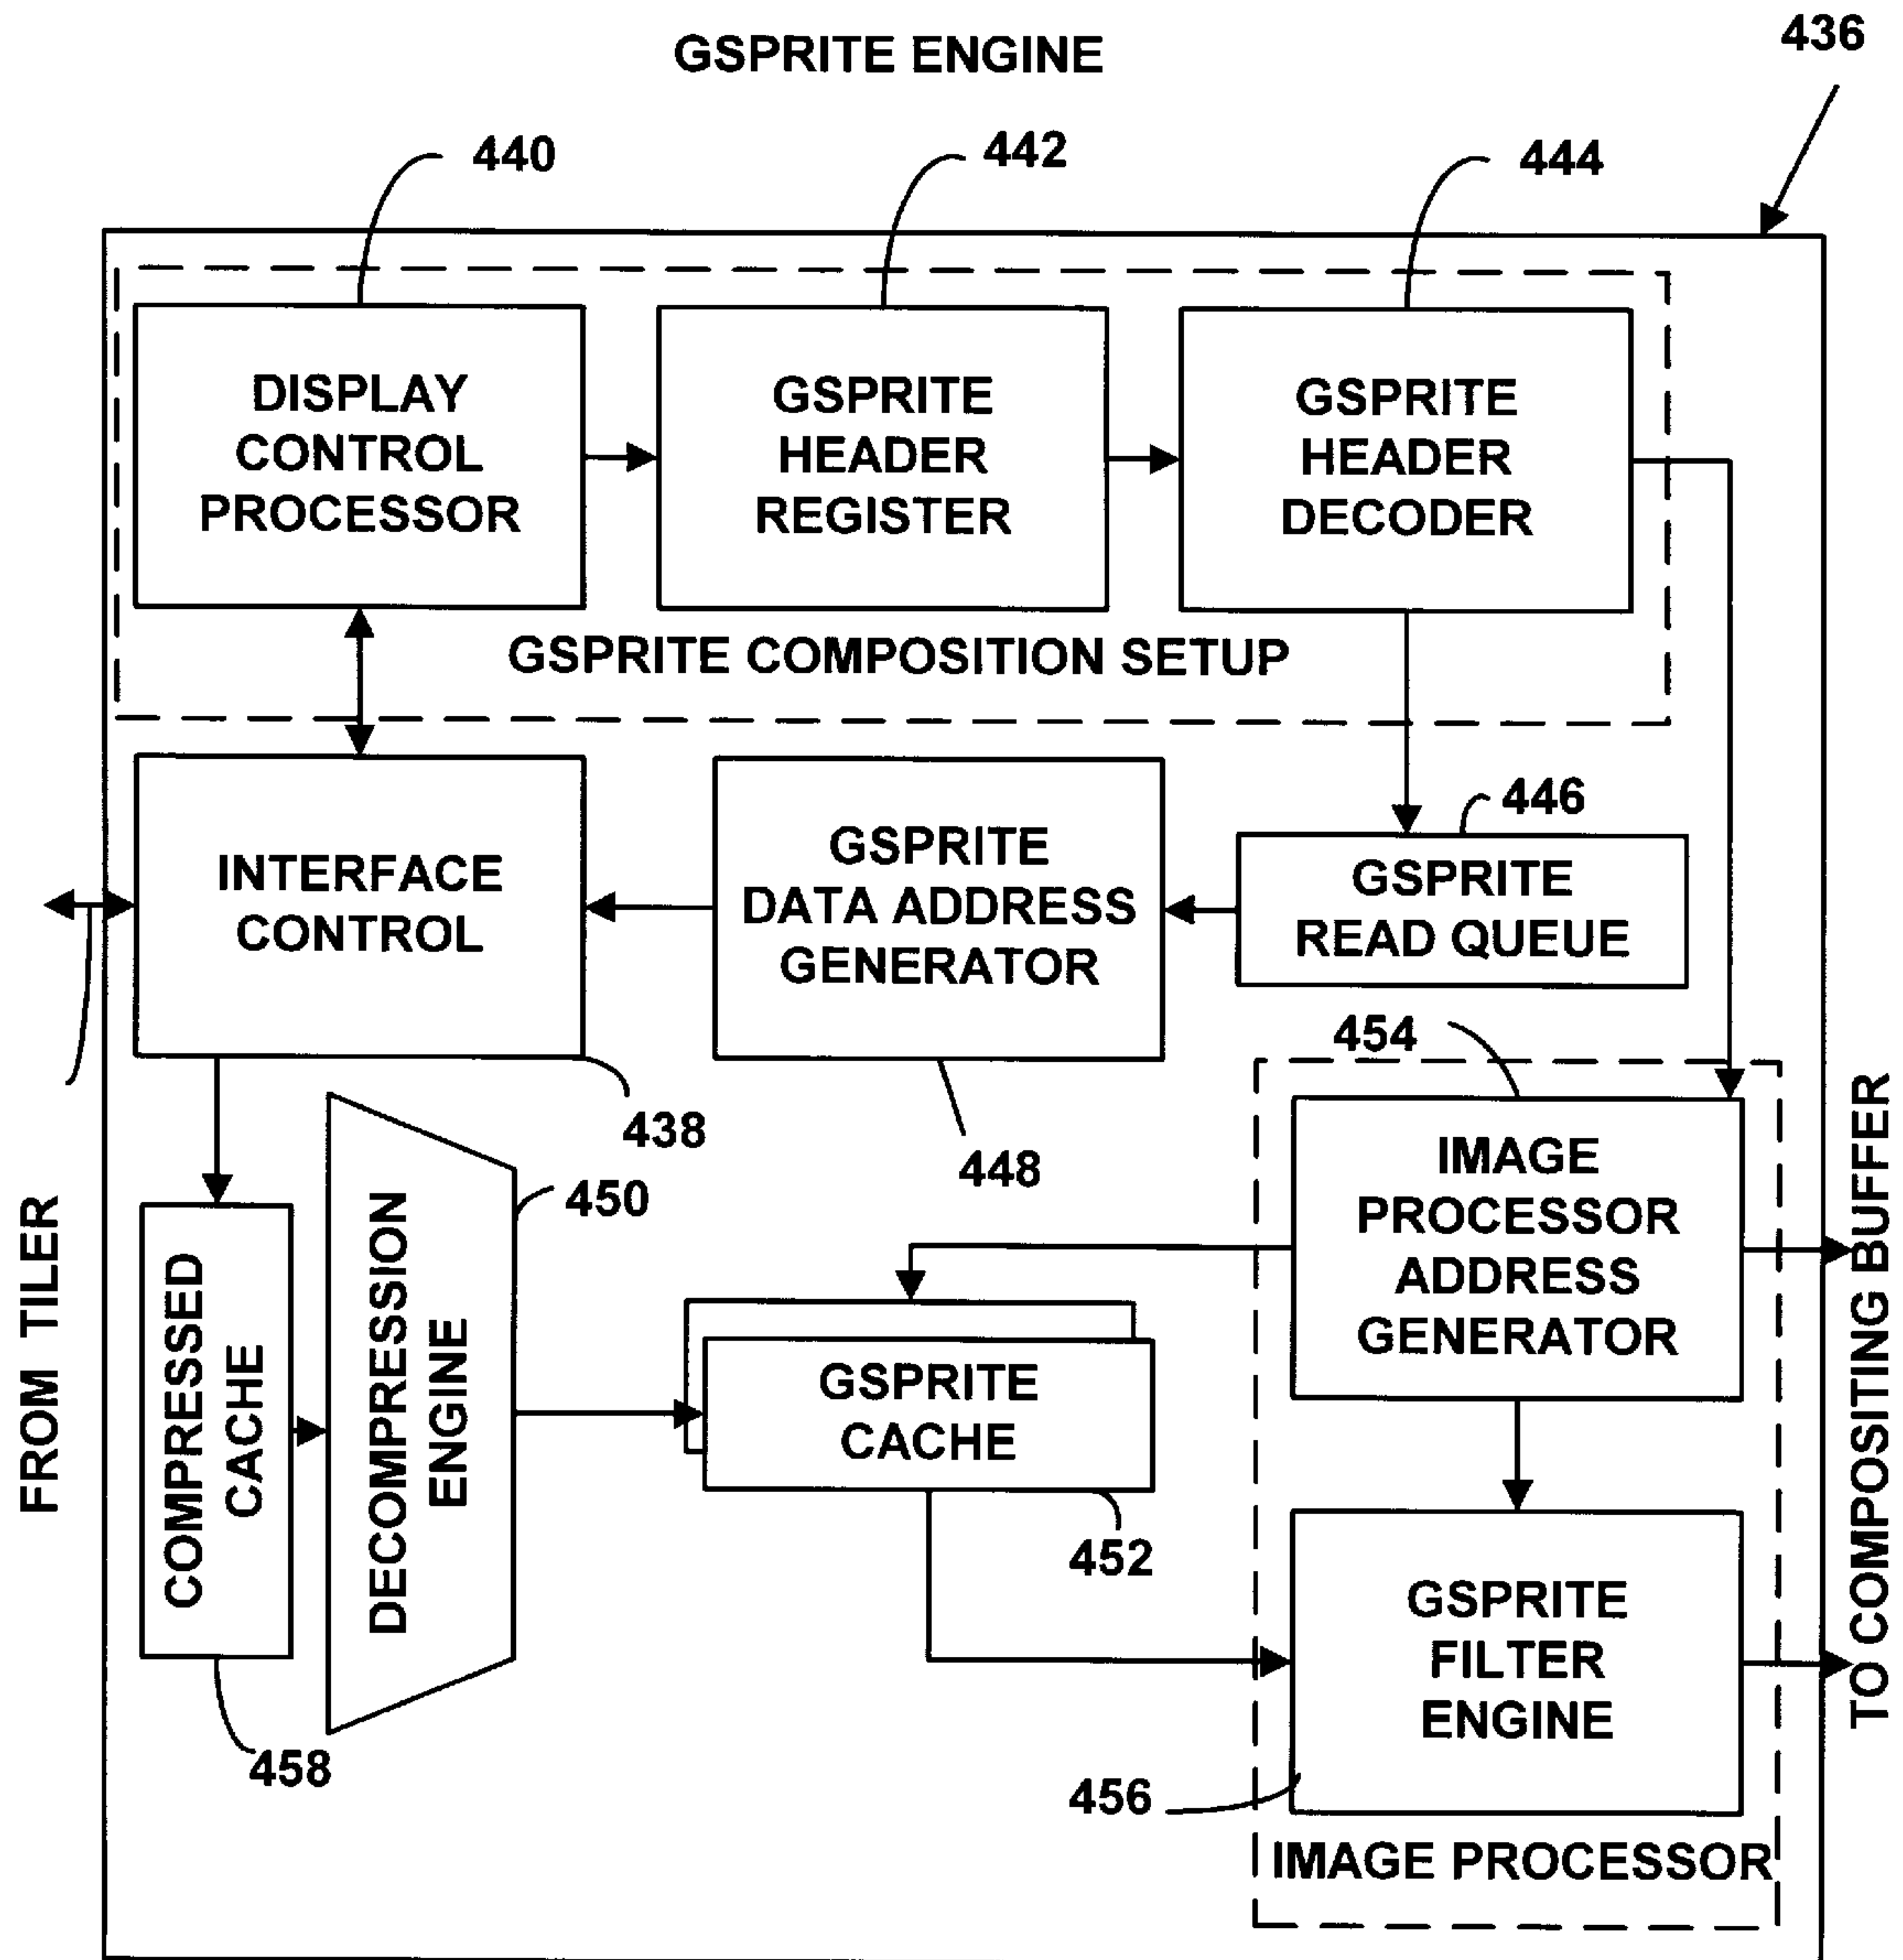 GSPRITE ENGINE
436
440
442
444
DISPLAY
CONTROL
PROCESSOR
GSPRITE
HEADER
REGISTER
GSPRITE
HEADER
DECODER
GSPRITE COMPOSITION SETUP
INTERFACE
CONTROL
438
GSPRITE
DATA ADDRESS
GENERATOR
448
446
GSPRITE
READ QUEUE
454
IMAGE
PROCESSOR
ADDRESS
GENERATOR
FROM TILER
COMPRESSED
CACHE
458
DECOMPRESSION
ENGINE
450
GSPRITE
CACHE
452
GSPRITE
FILTER
ENGINE
456
IMAGE PROCESSOR
TO COMPOSITING BUFFER